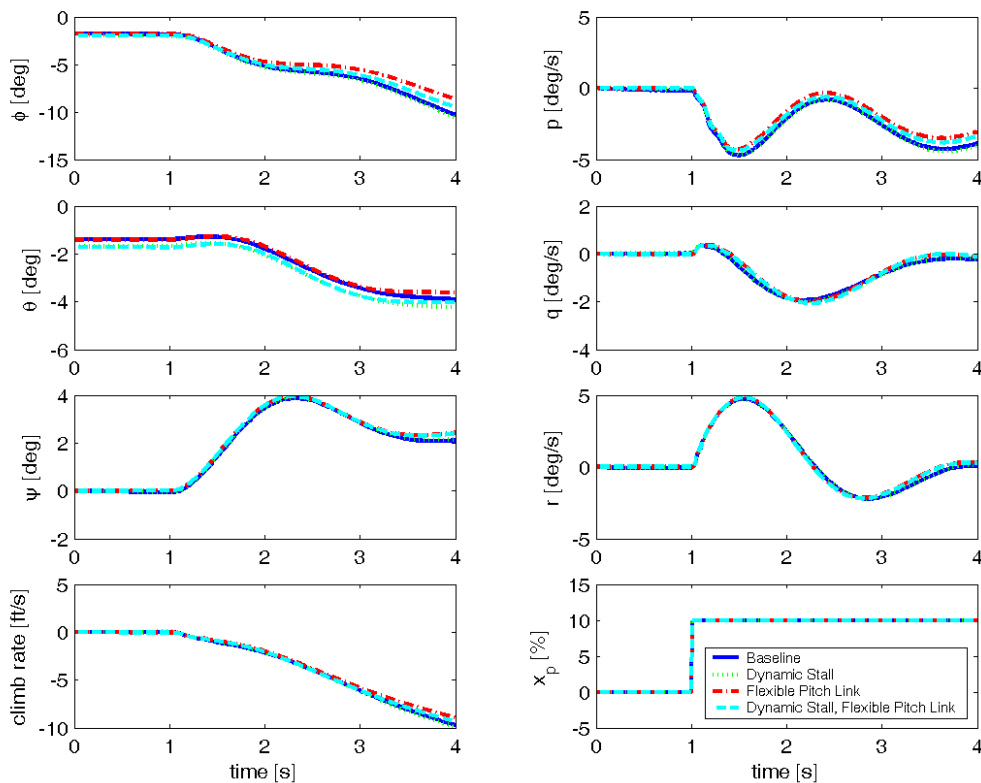 0
-5
-10
-15
φ [deg]
0 1 2 3 4
5
0
-5
p [deg/s]
0 1 2 3 4
0
-2
-4
-6
θ [deg]
0 1 2 3 4
2
0
-2
-4
q [deg/s]
0 1 2 3 4
4
2
0
-2
ψ [deg]
0 1 2 3 4
5
0
-5
r [deg/s]
0 1 2 3 4
5
0
-5
-10
climb rate [ft/s]
0 1 2 3 4
time [s]
15
10
5
0
-5
x_p [%]
Baseline
Dynamic Stall
Flexible Pitch Link
Dynamic Stall, Flexible Pitch Link
0 1 2 3 4
time [s]